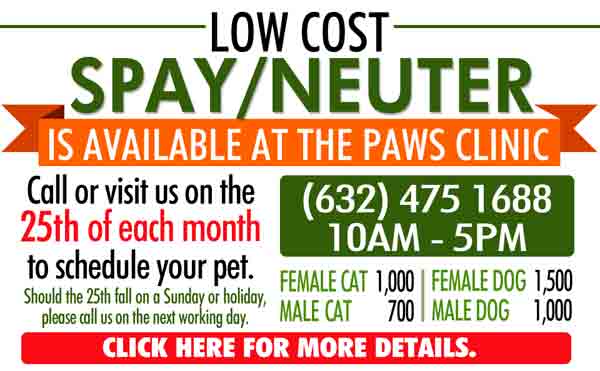 LOW COST
SPAY/NEUTER
IS AVAILABLE AT THE PAWS CLINIC
Call or visit us on the
25th of each month
to schedule your pet.
Should the 25th fall on a Sunday or holiday,
please call us on the next working day.
(632) 475 1688
10AM - 5PM
FEMALE CAT 1,000
MALE CAT 700
FEMALE DOG 1,500
MALE DOG 1,000
CLICK HERE FOR MORE DETAILS.